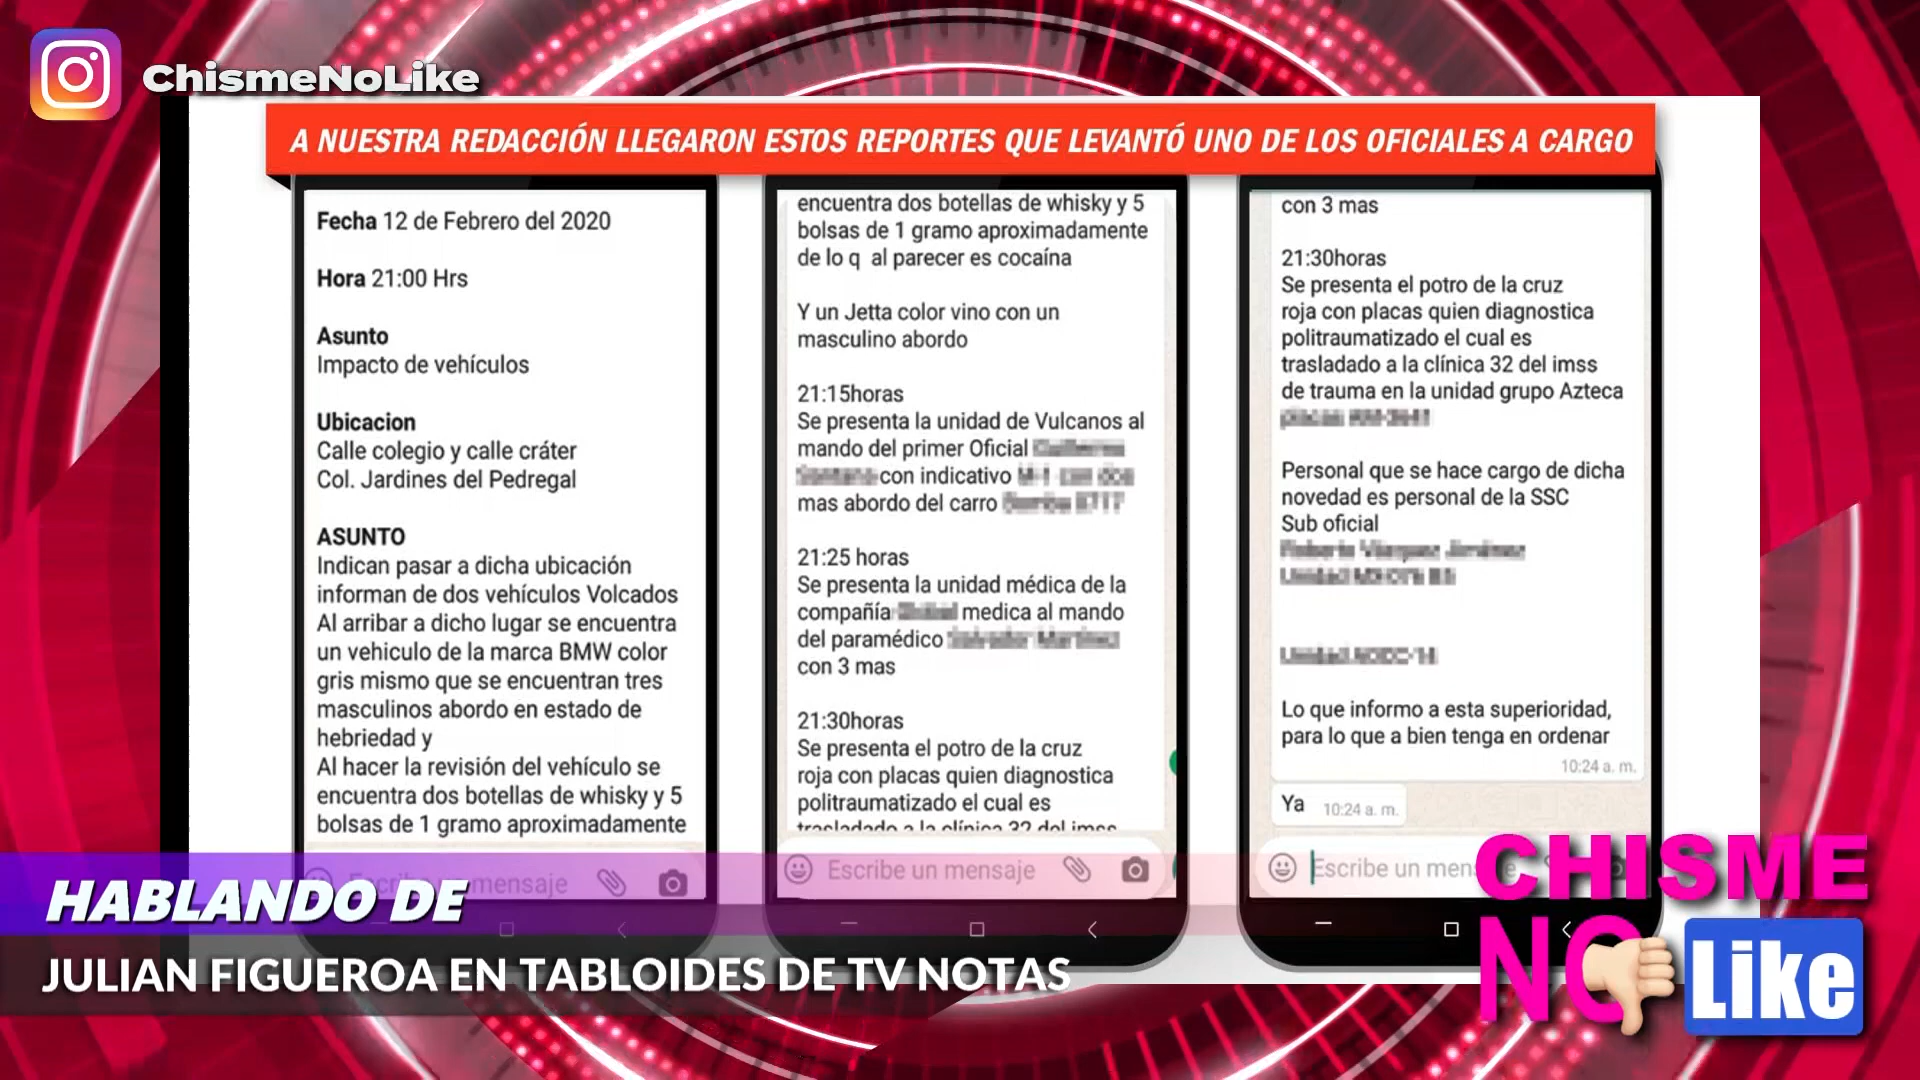 ChismeNoLike
A NUESTRA REDACCIÓN LLEGARON ESTOS REPORTES QUE LEVANTÓ UNO DE LOS OFICIALES A CARGO
Fecha 12 de Febrero del 2020
Hora 21:00 Hrs
Asunto
Impacto de vehículos
Ubicacion
Calle colegio y calle cráter
Col. Jardines del Pedregal
ASUNTO
Indican pasar a dicha ubicación
informan de dos vehículos Volcados
Al arribar a dicho lugar se encuentra
un vehiculo de la marca BMW color
gris mismo que se encuentran tres
masculinos abordo en estado de
hebriedad y
Al hacer la revisión del vehículo se
encuentra dos botellas de whisky y 5
bolsas de 1 gramo aproximadamente
Escribe un mensaje
encuentra dos botellas de whisky y 5
bolsas de 1 gramo aproximadamente
de lo q al parecer es cocaína
Y un Jetta color vino con un
masculino abordo
21:15horas
Se presenta la unidad de Vulcanos al
mando del primer Oficial
con indicativo
mas abordo del carro
21:25 horas
Se presenta la unidad médica de la
compañía medica al mando
del paramédico
con 3 mas
21:30horas
Se presenta el potro de la cruz
roja con placas quien diagnostica
politraumatizado el cual es
trasladado a la clínica 32 del imss
Escribe un mensaje
con 3 mas
21:30horas
Se presenta el potro de la cruz
roja con placas quien diagnostica
politraumatizado el cual es
trasladado a la clínica 32 del imss
de trauma en la unidad grupo Azteca
Personal que se hace cargo de dicha
novedad es personal de la SSC
Sub oficial
Lo que informo a esta superioridad,
para lo que a bien tenga en ordenar
10:24 a. m.
Ya 10:24 a. m.
Escribe un mens
HABLANDO DE
JULIAN FIGUEROA EN TABLOIDES DE TV NOTAS
CHISME
NO
Like